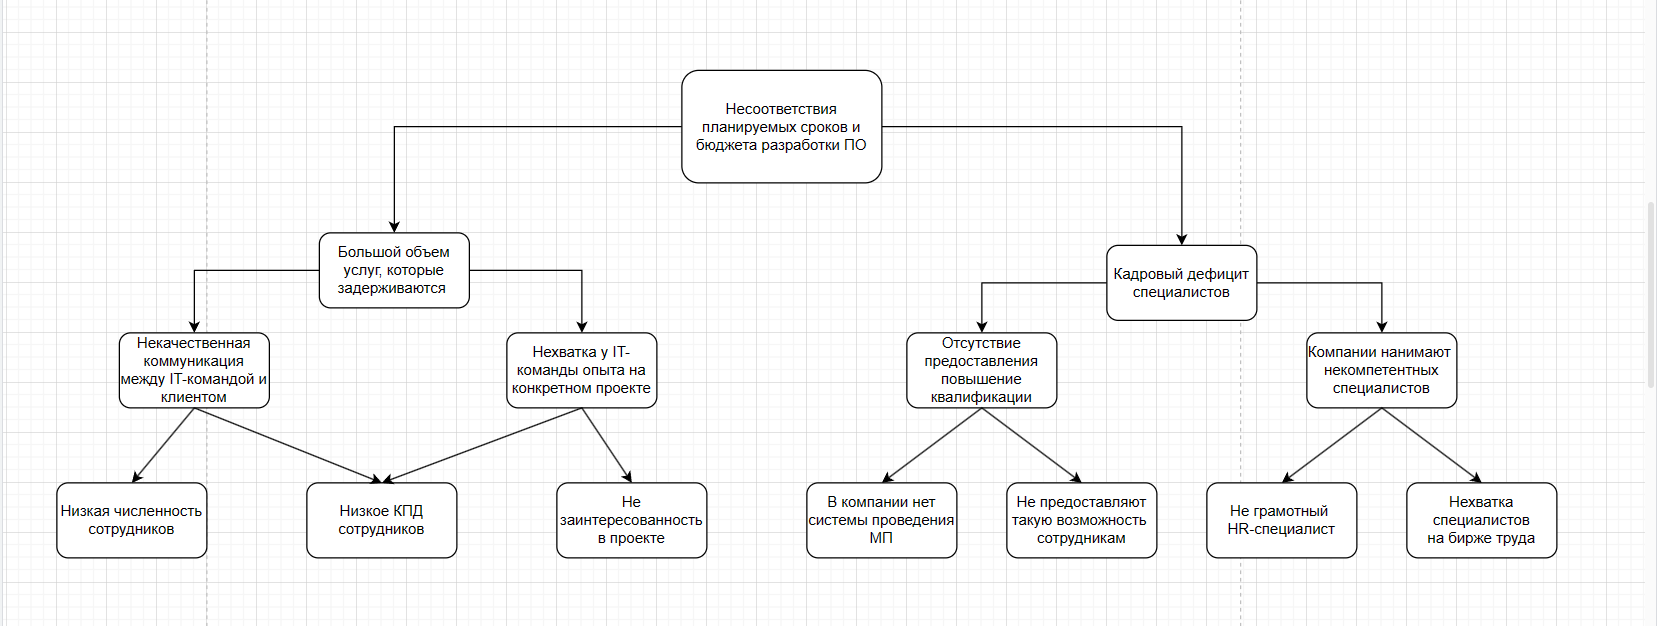 Несоответствия
планируемых сроков и
бюджета разработки ПО
Большой объем
услуг, которые
задерживаются
Кадровый дефицит
специалистов
Некачественная
коммуникация
между IT-командой и
клиентом
Нехватка у IT-
команды опыта на
конкретном проекте
Отсутствие
предоставления
повышение
квалификации
Компании нанимают
некомпетентных
специалистов
Низкая численность
сотрудников
Низкое КПД
сотрудников
Не
заинтересованность
в проекте
В компании нет
системы проведения
МП
Не предоставляют
такую возможность
сотрудникам
Не грамотный
HR-специалист
Нехватка
специалистов
на бирже труда